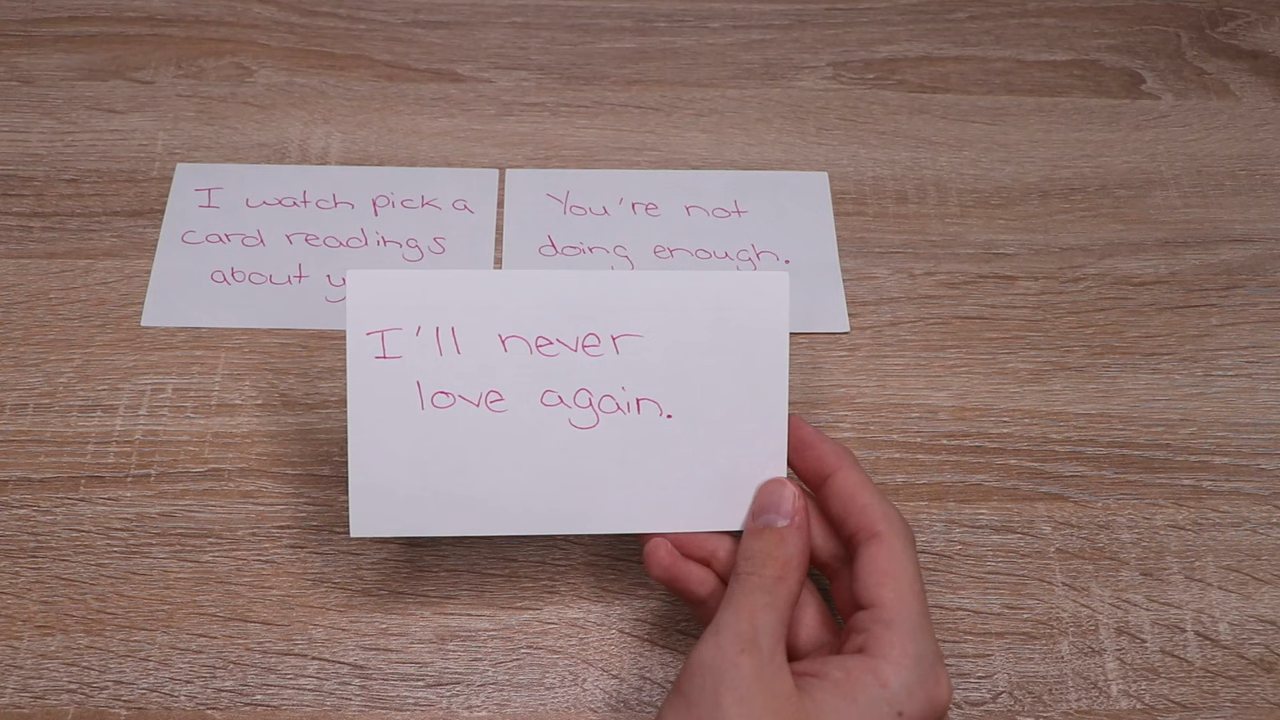 I watch pick a
card readings
about
You're not
doing enough.
I'll never
love again.